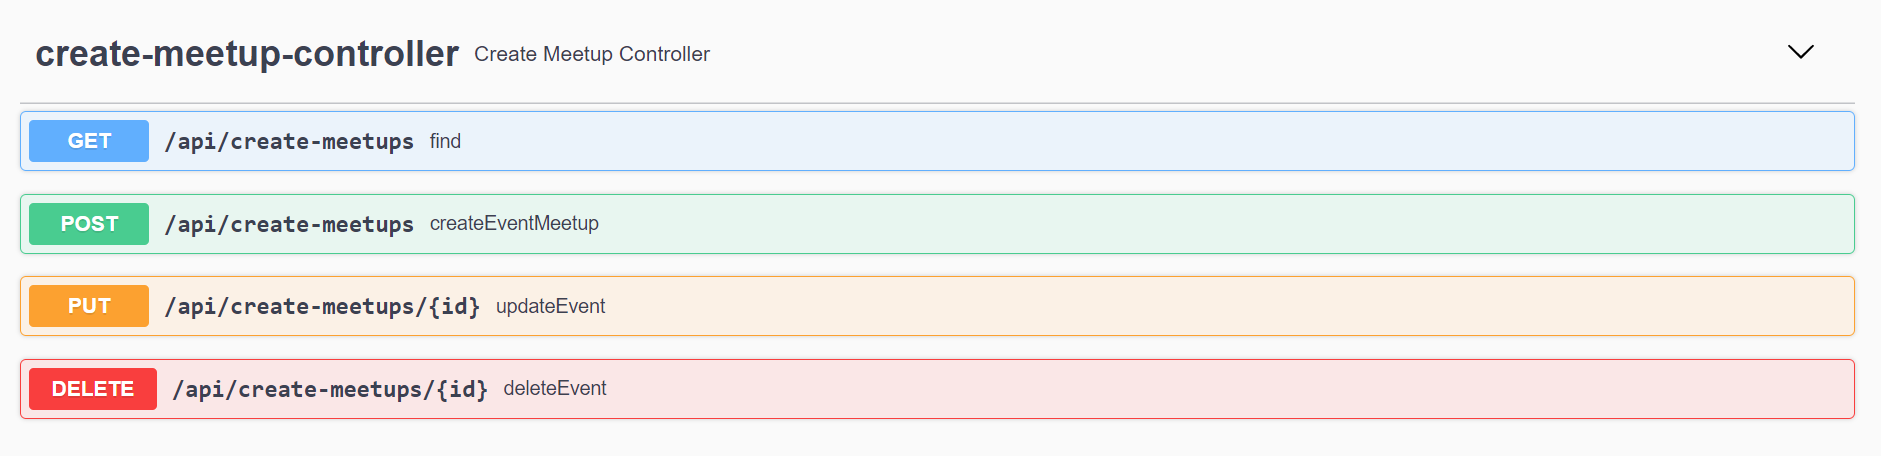 create-meetup-controller Create Meetup Controller
GET /api/create-meetups find
POST /api/create-meetups createEventMeetup
PUT /api/create-meetups/{id} updateEvent
DELETE /api/create-meetups/{id} deleteEvent